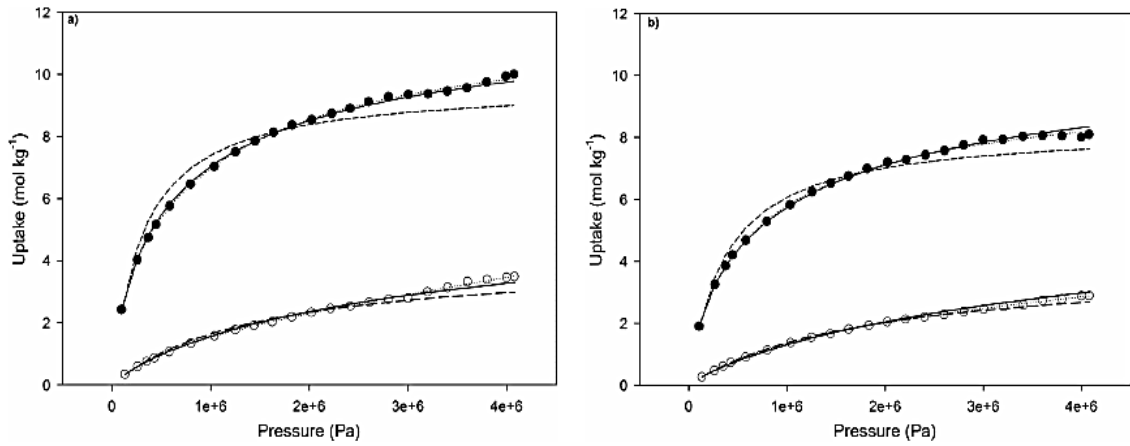 a)
12
10
8
6
4
2
0
Uptake (mol kg-1)
0
1e+6
2e+6
3e+6
4e+6
Pressure (Pa)
b)
12
10
8
6
4
2
0
Uptake (mol kg-1)
0
1e+6
2e+6
3e+6
4e+6
Pressure (Pa)